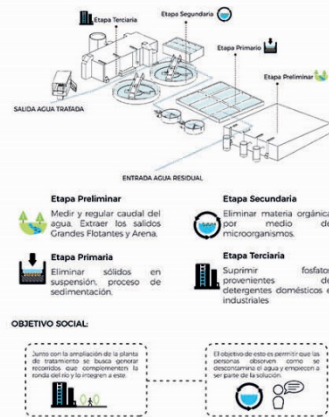 Etapa Terciaria
Etapa Segundaria
Etapa Primario
Etapa Preliminar
SALIDA AGUA TRATADA
ENTRADA AGUA RESIDUAL
Etapa Preliminar
Medir y regular caudal del
agua. Extraer los salidos
Grandes Flotantes y Arena.
Etapa Secundaria
Eliminar materia orgánica
por medio de
microorganismos.
Etapa Primaria
Eliminar sólidos en
suspensión, proceso de
sedimentación.
Etapa Terciaria
Suprimir fosfatos
provenientes de
detergentes domésticos e
industriales
OBJETIVO SOCIAL:
Junto con la ampliación de la planta
de tratamiento se busca generar
recorridos que complementen la
ronda del río y lo integren a este.
El objetivo de esto es permitir que las
personas observen como se
descontamina el agua y empiecen a
ser parte de la solución.